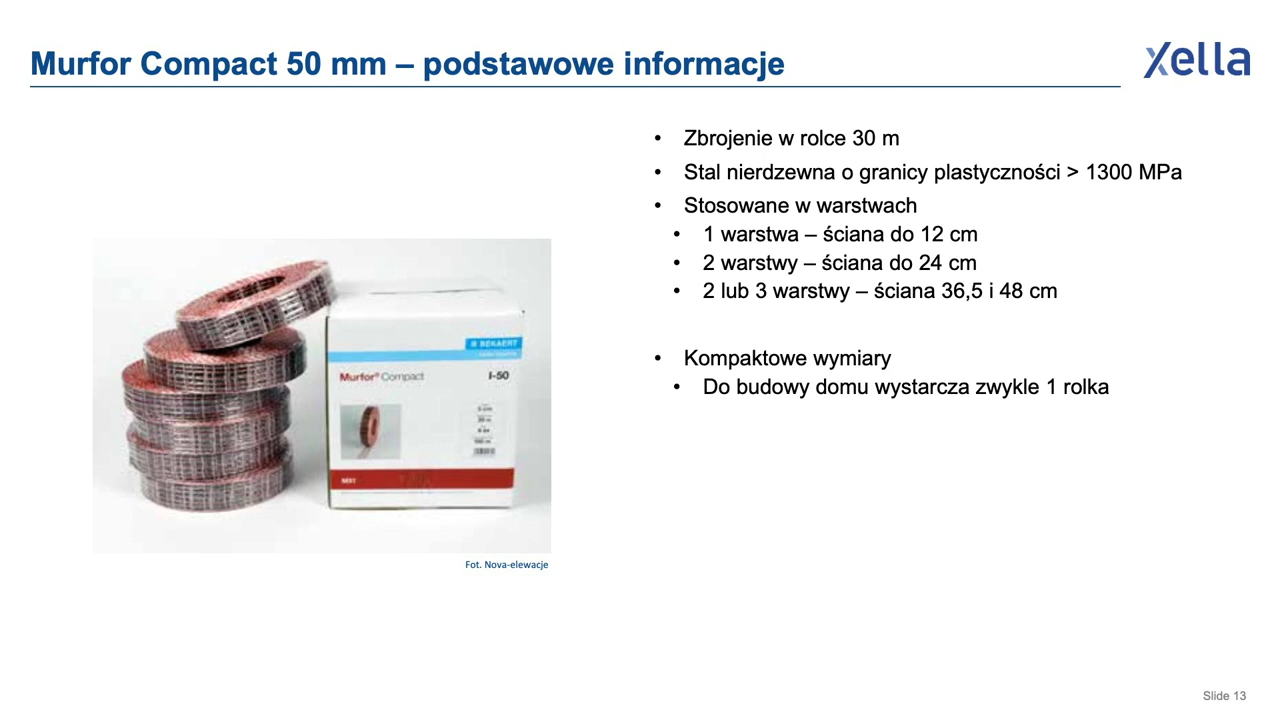 Murfor Compact 50 mm – podstawowe informacje
xella
• Zbrojenie w rolce 30 m
• Stal nierdzewna o granicy plastyczności > 1300 MPa
• Stosowane w warstwach
• 1 warstwa – ściana do 12 cm
• 2 warstwy – ściana do 24 cm
• 2 lub 3 warstwy – ściana 36,5 i 48 cm
• Kompaktowe wymiary
• Do budowy domu wystarcza zwykle 1 rolka
BEKAERT
Murfor® Compact I-50
5 cm
30 m
Fot. Nova-elewacje
Slide 13